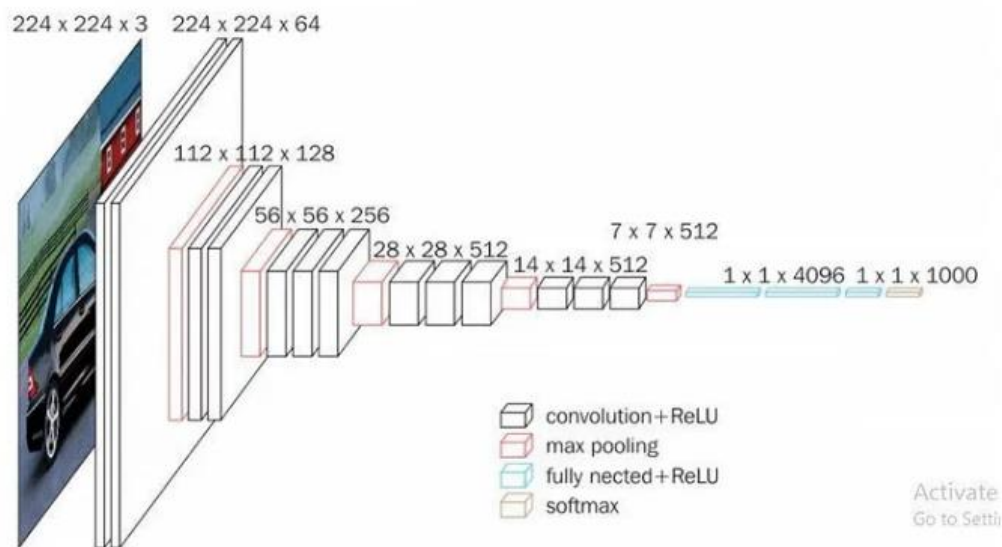 224 x 224 x 3
224 x 224 x 64
112 x 112 x 128
56 x 56 x 256
28 x 28 x 512
14 x 14 x 512
7 x 7 x 512
1 x 1 x 4096
1 x 1 x 1000
convolution+ReLU
max pooling
fully nected+ReLU
softmax
Activate
Go to Settin